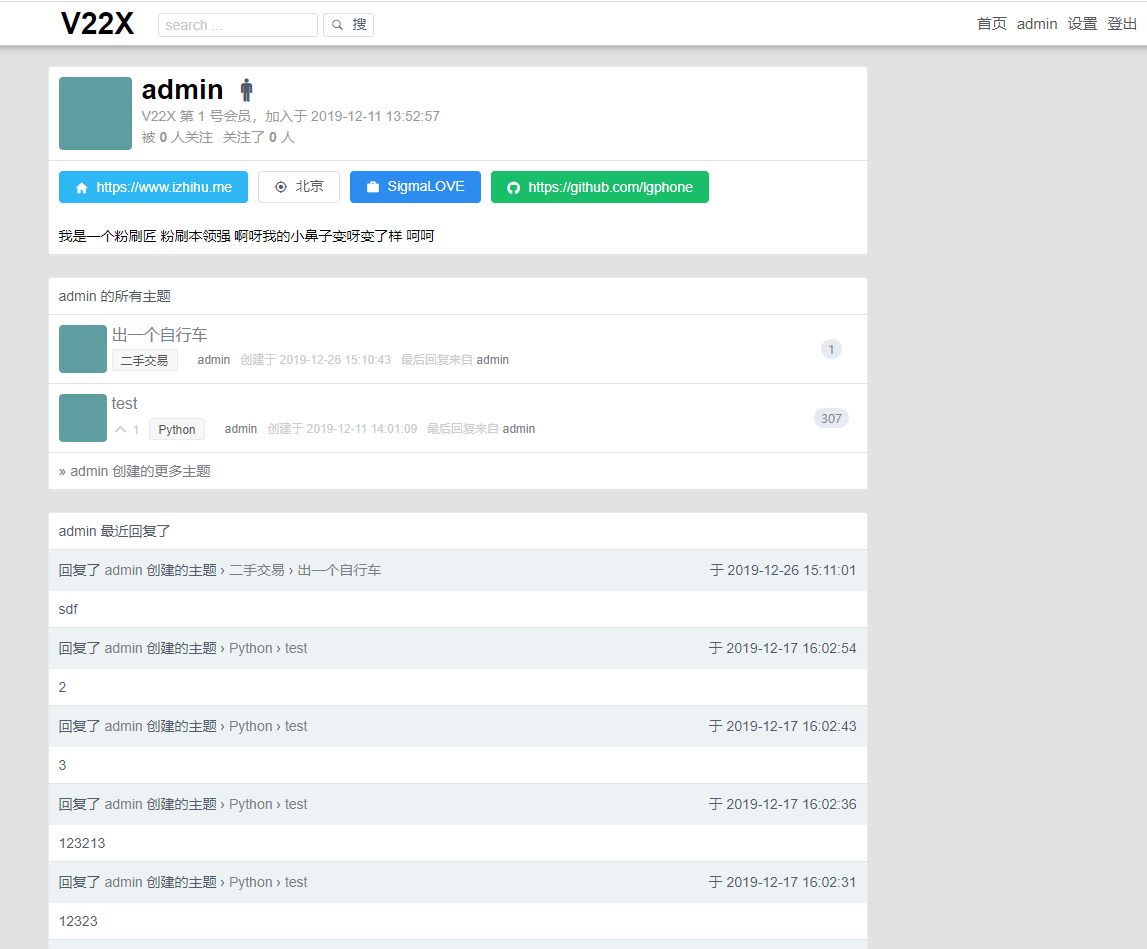 V22X search ... 搜 首页 admin 设置 登出
admin
V22X 第 1 号会员，加入于 2019-12-11 13:52:57
被 0 人关注 关注了 0 人
https://www.izhihu.me 北京 SigmaLOVE https://github.com/lgphone
我是一个粉刷匠 粉刷本领强 啊呀我的小鼻子变呀变了样 呵呵
admin 的所有主题
出一个自行车
二手交易 admin 创建于 2019-12-26 15:10:43 最后回复来自 admin 1
test
1 Python admin 创建于 2019-12-11 14:01:09 最后回复来自 admin 307
» admin 创建的更多主题
admin 最近回复了
回复了 admin 创建的主题 › 二手交易 › 出一个自行车 于 2019-12-26 15:11:01
sdf
回复了 admin 创建的主题 › Python › test 于 2019-12-17 16:02:54
2
回复了 admin 创建的主题 › Python › test 于 2019-12-17 16:02:43
3
回复了 admin 创建的主题 › Python › test 于 2019-12-17 16:02:36
123213
回复了 admin 创建的主题 › Python › test 于 2019-12-17 16:02:31
12323